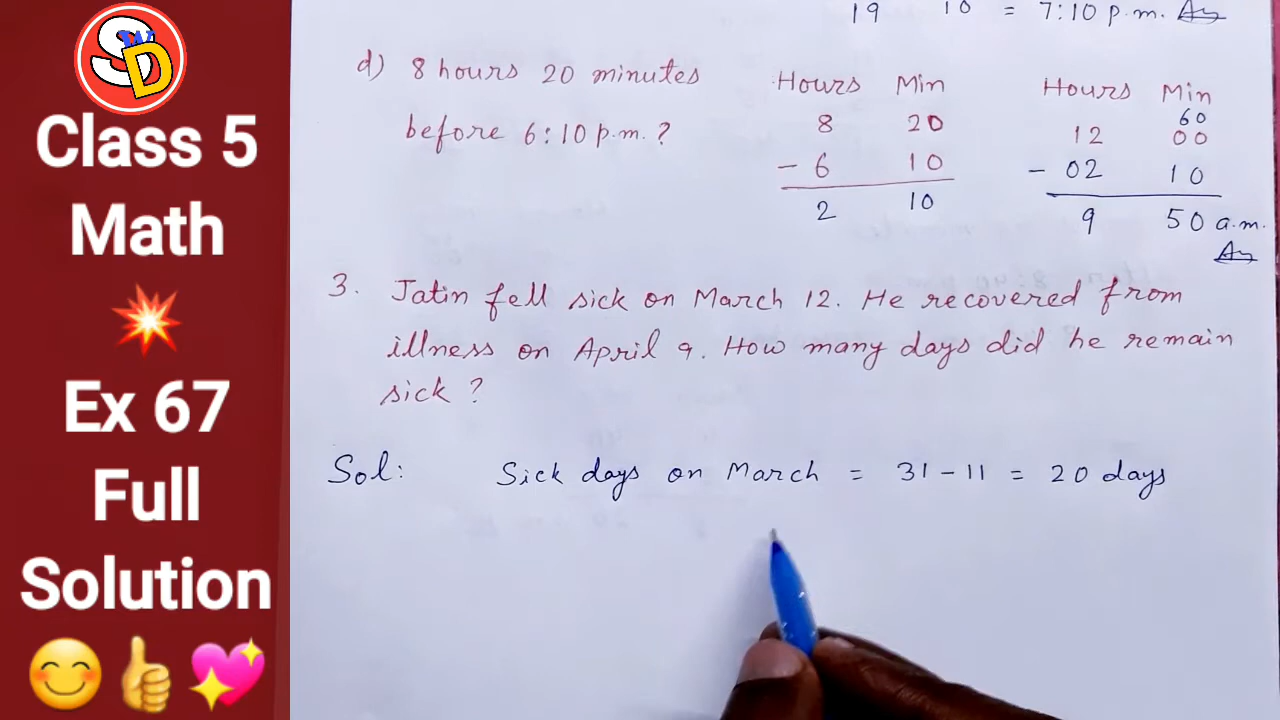 SWD
Class 5
Math
Ex 67
Full
Solution
19 10 = 7:10 p.m. Ans
d) 8 hours 20 minutes
before 6:10 p.m. ?
Hours Min
8 20
- 6 10
2 10
Hours Min
60
12 00
- 02 10
9 50 a.m.
Ans
3. Jatin fell sick on March 12. He recovered from
illness on April 9. How many days did he remain
sick ?
Sol: Sick days on March = 31 - 11 = 20 days